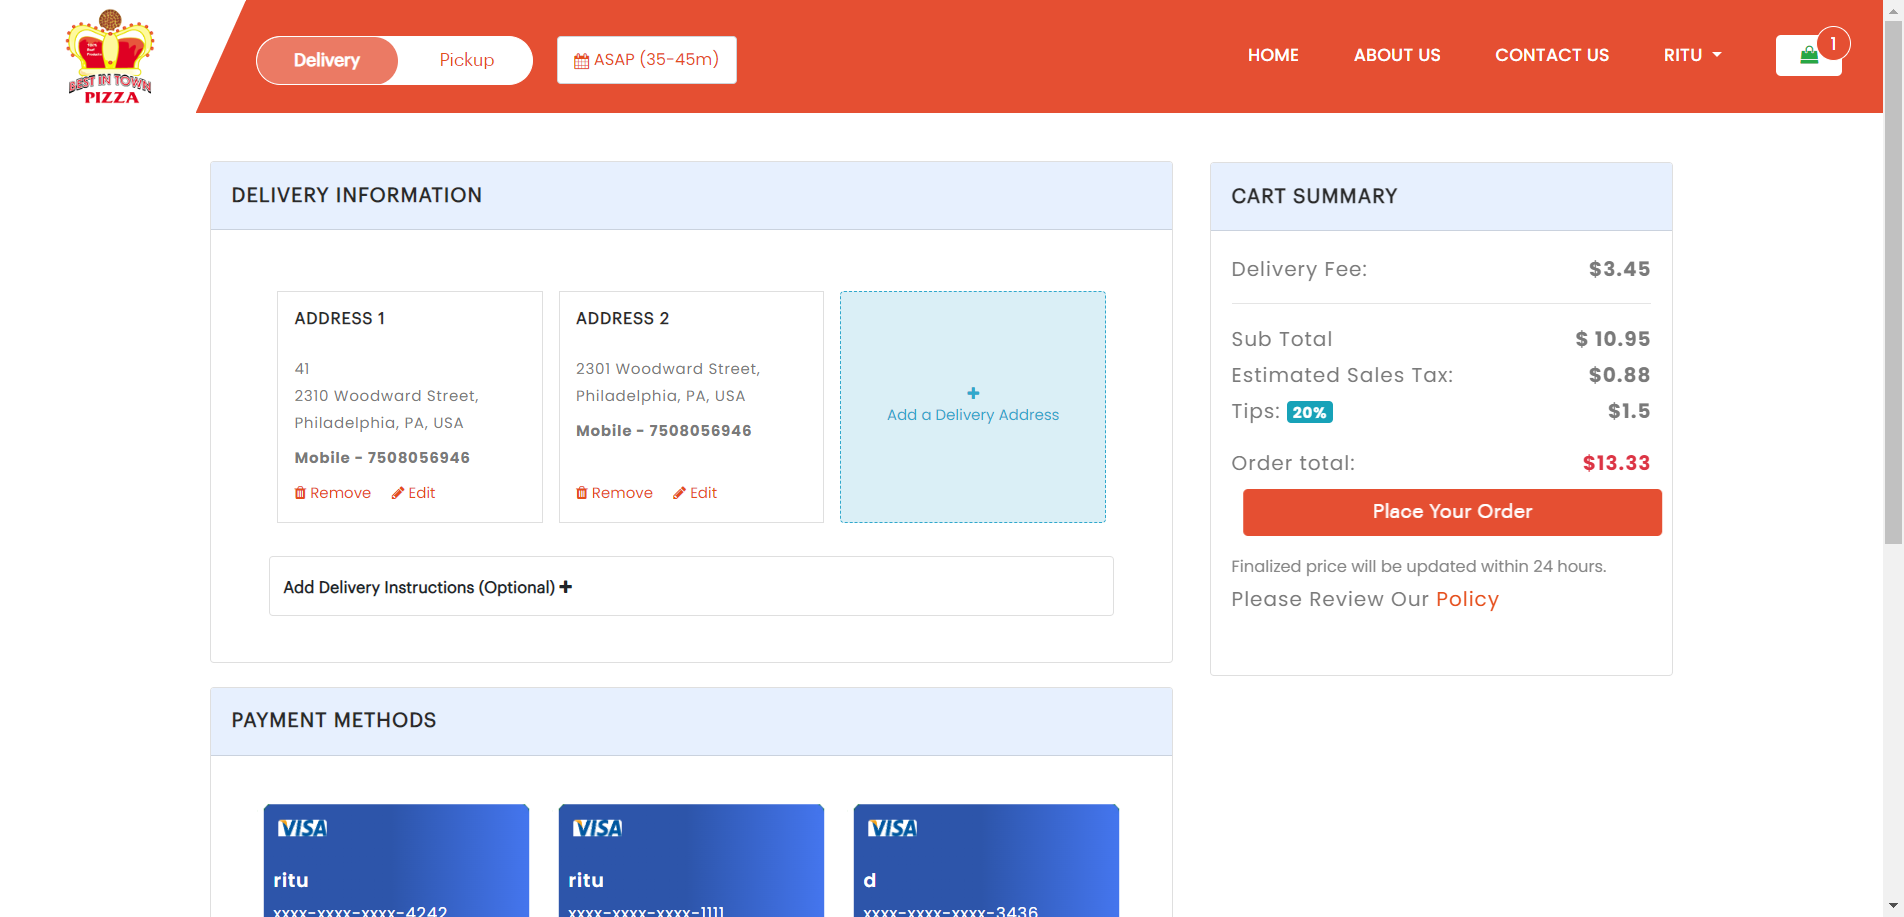 BEST IN TOWN
PIZZA
Delivery
Pickup
ASAP (35-45m)
HOME
ABOUT US
CONTACT US
RITU
1
DELIVERY INFORMATION
ADDRESS 1
41
2310 Woodward Street,
Philadelphia, PA, USA
Mobile - 7508056946
Remove
Edit
ADDRESS 2
2301 Woodward Street,
Philadelphia, PA, USA
Mobile - 7508056946
Remove
Edit
Add a Delivery Address
Add Delivery Instructions (Optional)
CART SUMMARY
Delivery Fee: $3.45
Sub Total $ 10.95
Estimated Sales Tax: $0.88
Tips: 20% $1.5
Order total: $13.33
Place Your Order
Finalized price will be updated within 24 hours.
Please Review Our Policy
PAYMENT METHODS
VISA
ritu
xxxx-xxxx-xxxx-4242
VISA
ritu
xxxx-xxxx-xxxx-1111
VISA
d
xxxx-xxxx-xxxx-3436